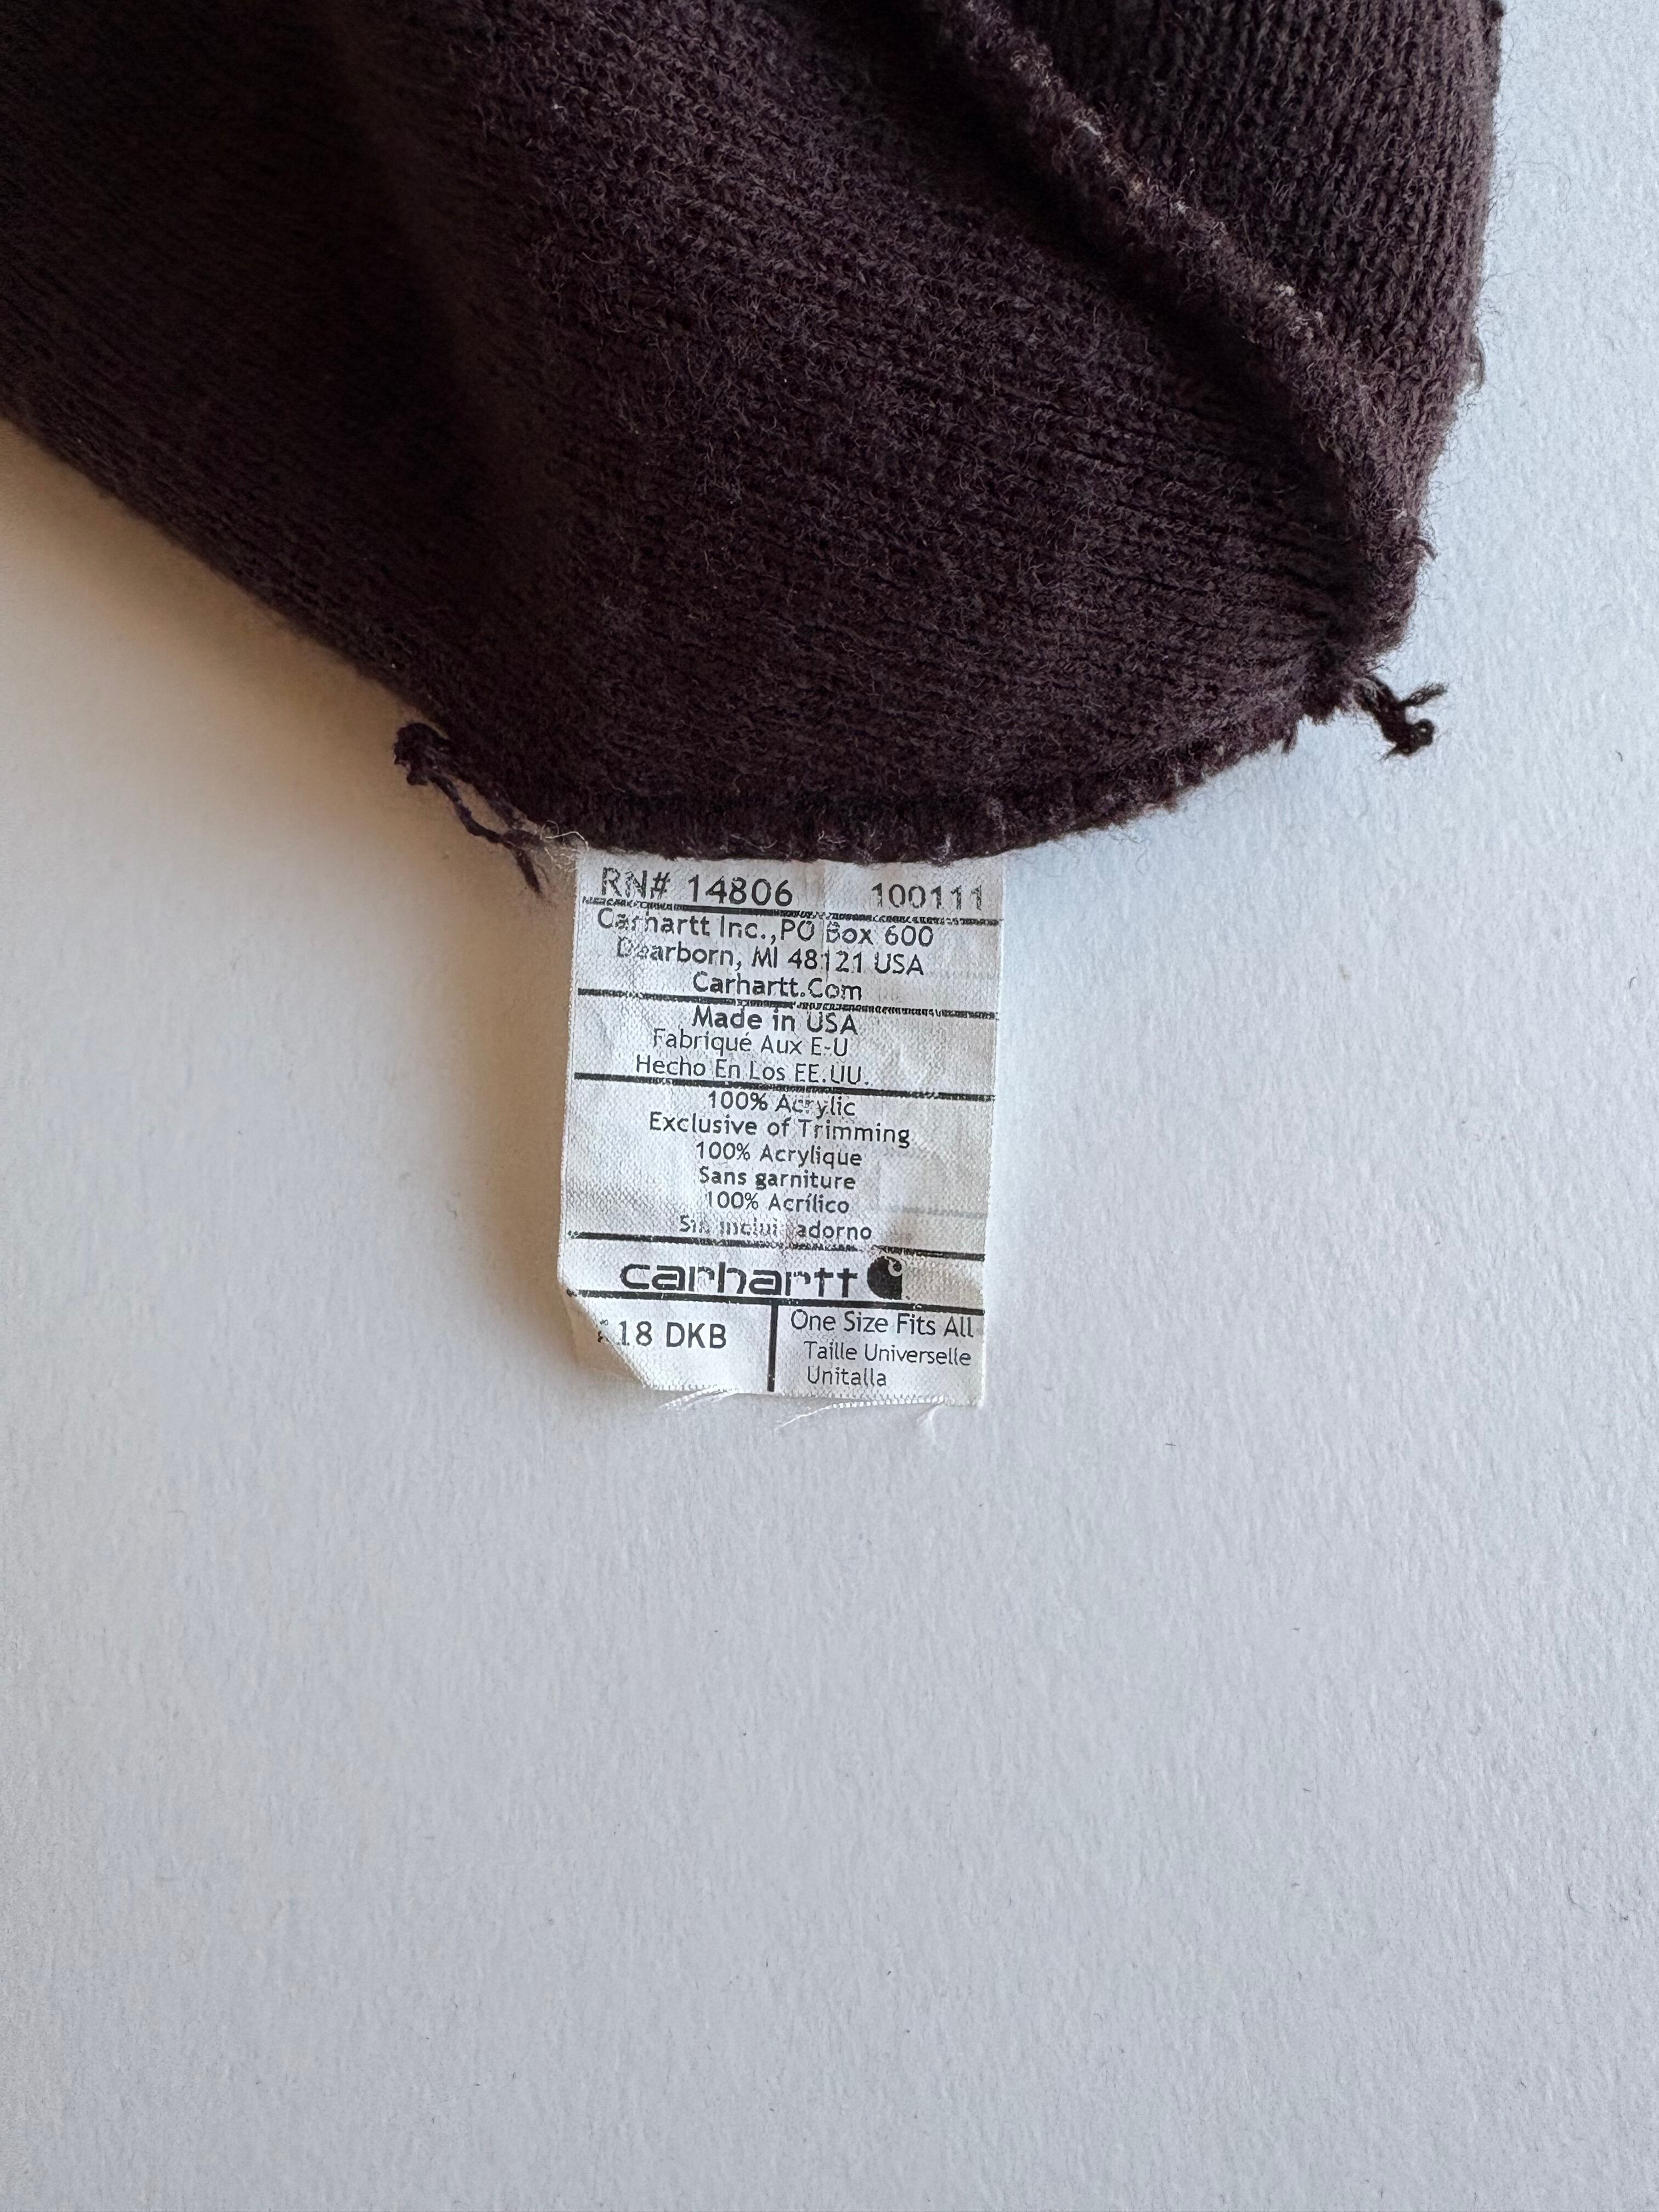 RN# 14806 100111
Carhartt Inc.,PO Box 600
Dearborn, MI 48121 USA
Carhartt.Com
Made in USA
Fabriqué Aux E-U
Hecho En Los EE.UU.
100% Acrylic
Exclusive of Trimming
100% Acrylique
Sans garniture
100% Acrílico
adorno
carhartt
DKB
One Size Fits All
Taille Universelle
Unitalla